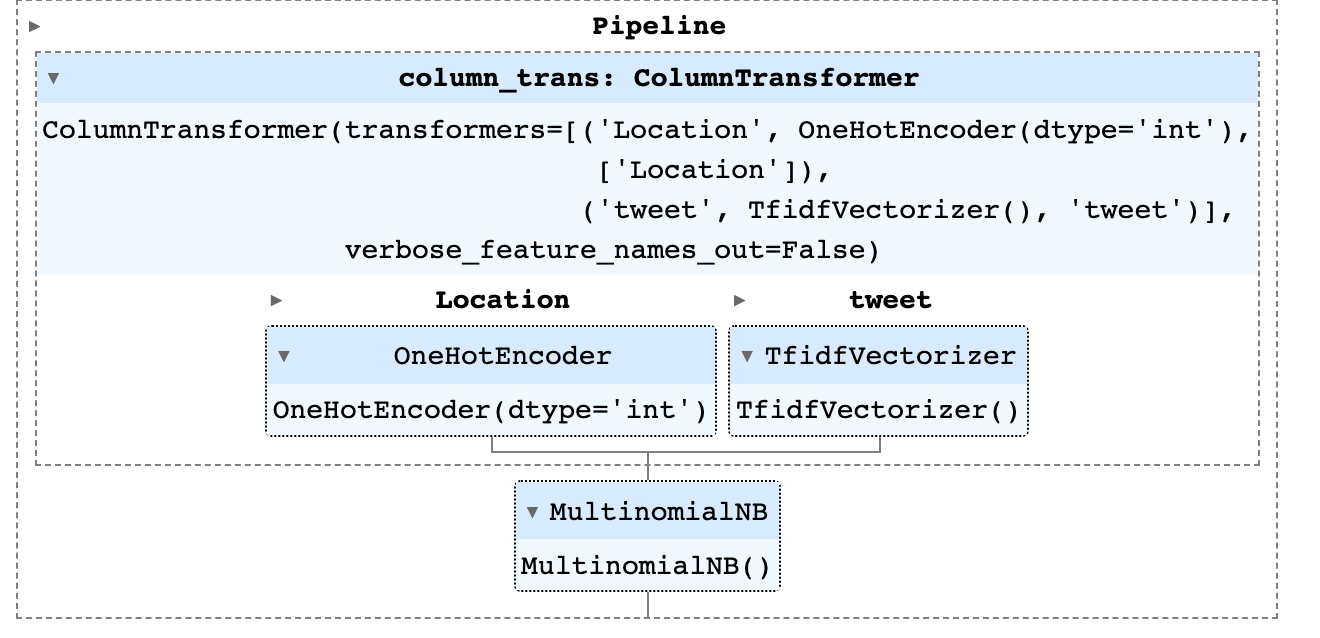 Pipeline
column_trans: ColumnTransformer
ColumnTransformer(transformers=[('Location', OneHotEncoder(dtype='int'),
['Location']),
('tweet', TfidfVectorizer(), 'tweet')],
verbose_feature_names_out=False)
Location
tweet
OneHotEncoder
TfidfVectorizer
OneHotEncoder(dtype='int')
TfidfVectorizer()
MultinomialNB
MultinomialNB()